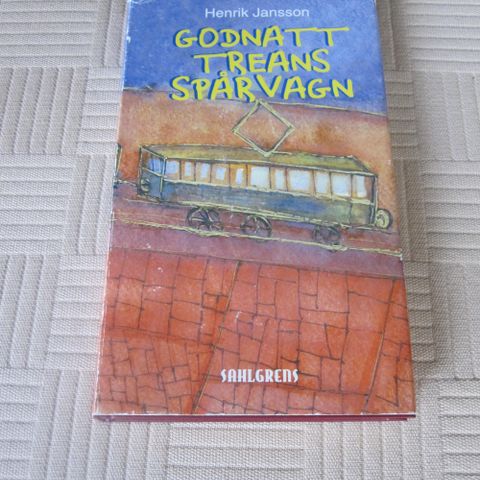 Henrik Jansson
GODNATT
TREANS
SPÅRVAGN
SAHLGRENS